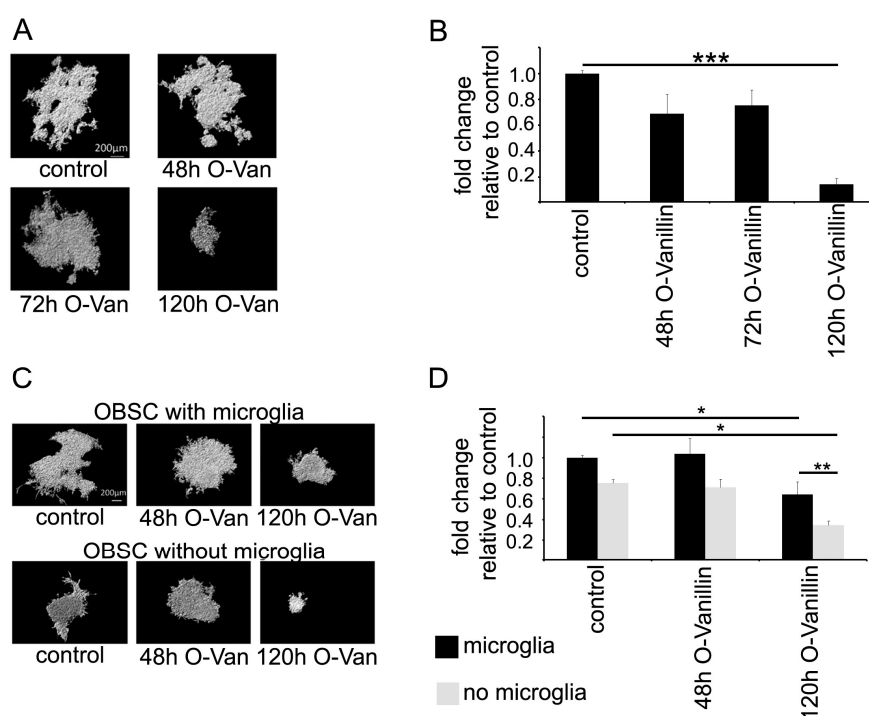 A
200µm
control
48h O-Van
72h O-Van
120h O-Van
B
fold change
relative to control
1.0
0.8
0.6
0.4
0.2
***
control
48h O-Vanillin
72h O-Vanillin
120h O-Vanillin
C
OBSC with microglia
200µm
control
48h O-Van
120h O-Van
OBSC without microglia
control
48h O-Van
120h O-Van
D
fold change
relative to control
1.0
0.8
0.6
0.4
0.2
*
*
**
control
48h O-Vanillin
120h O-Vanillin
microglia
no microglia